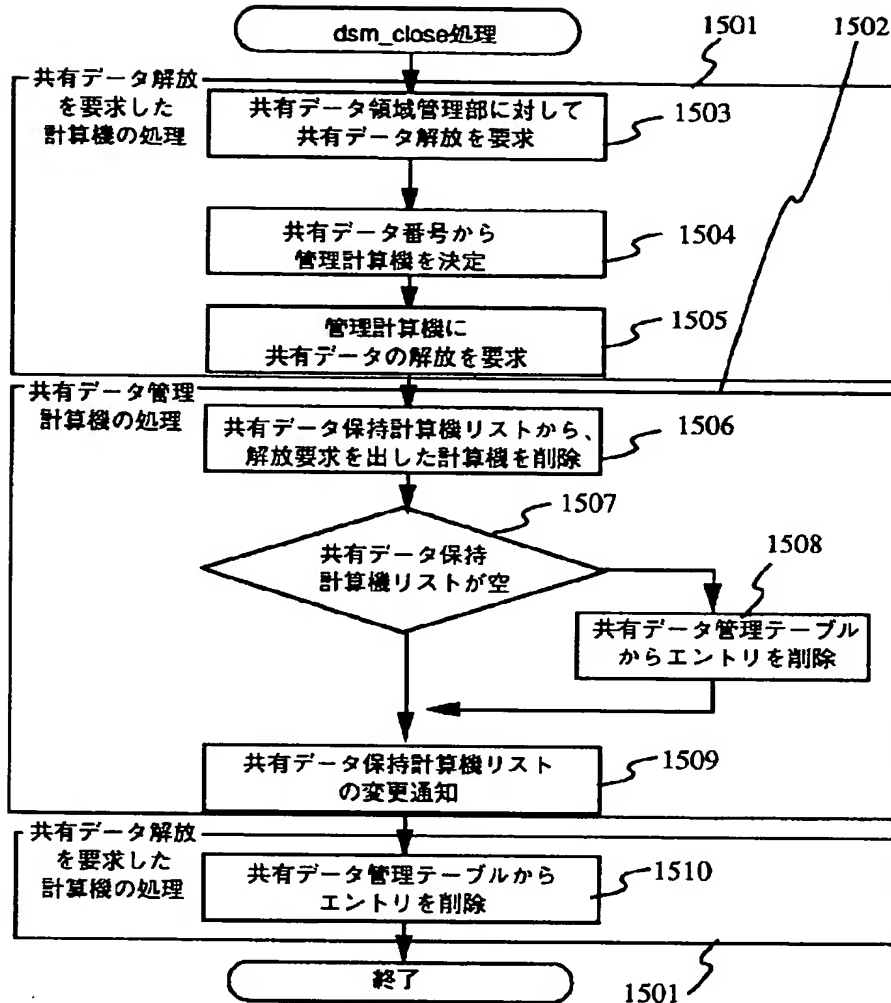 dsm_close処理
1501
1502
共有データ解放
を要求した
計算機の処理
共有データ領域管理部に対して
共有データ解放を要求
1503
共有データ番号から
管理計算機を決定
1504
管理計算機に
共有データの解放を要求
1505
共有データ管理
計算機の処理
共有データ保持計算機リストから、
解放要求を出した計算機を削除
1506
1507
共有データ保持
計算機リストが空
1508
共有データ管理テーブル
からエントリを削除
共有データ保持計算機リスト
の変更通知
1509
共有データ解放
を要求した
計算機の処理
共有データ管理テーブルから
エントリを削除
1510
終了
1501